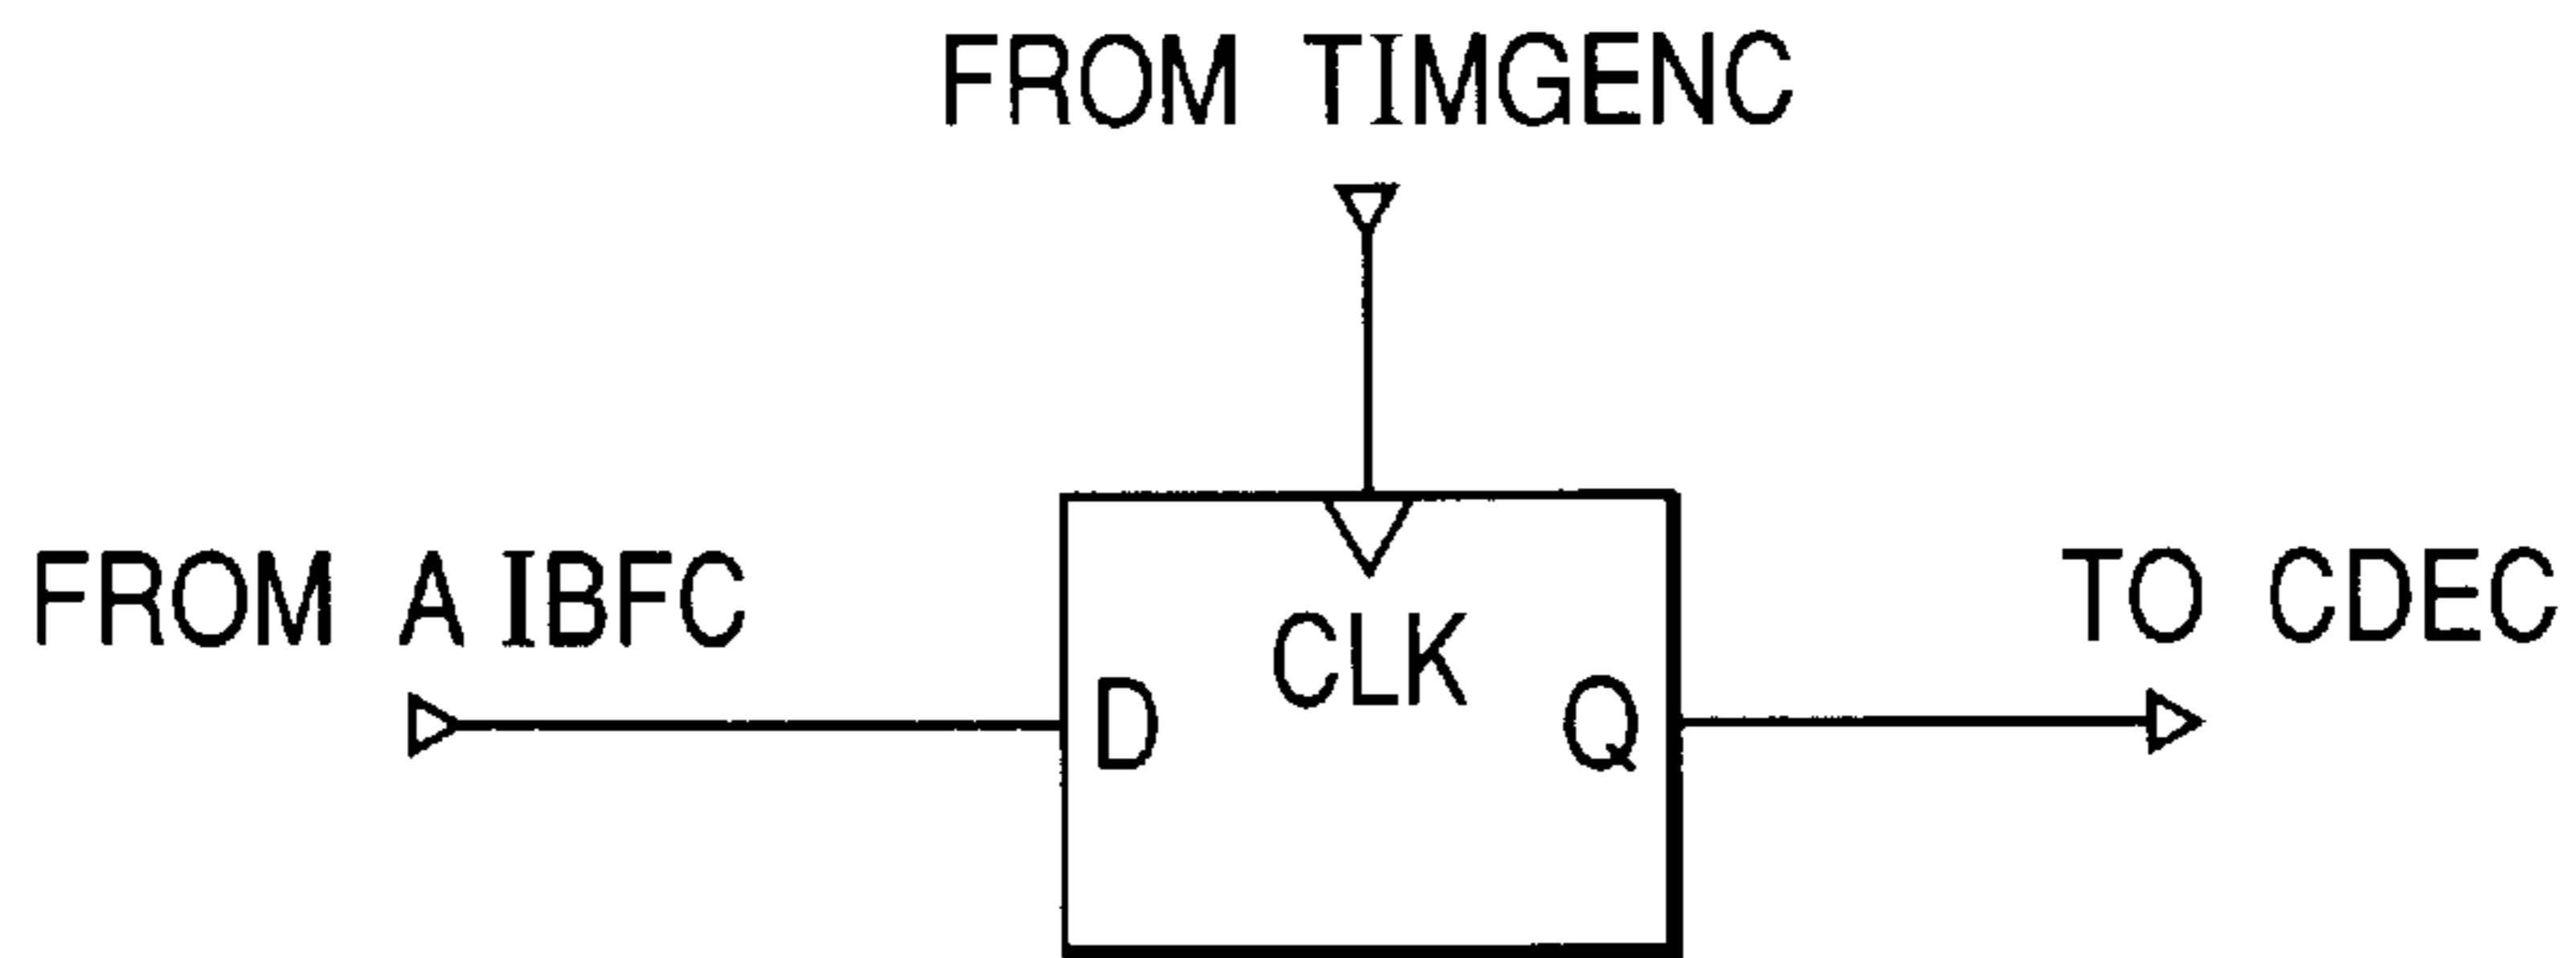 FROM TIMGENC
FROM A IBFC
TO CDEC
CLK
D
Q